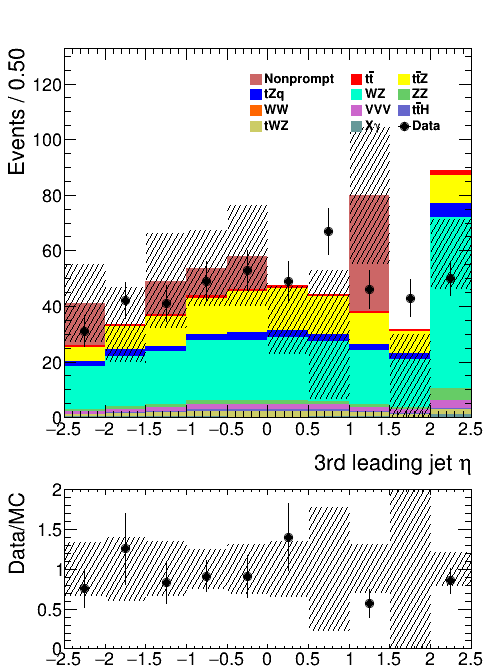 Events / 0.50
120
100
80
60
40
20
0
Nonprompt tt̄ tt̄Z
tZq WZ ZZ
WW VVV tt̄H
tWZ Xγ Data
−2.5 −2 −1.5 −1 −0.5 0 0.5 1 1.5 2 2.5
3rd leading jet η
Data/MC
2
1.5
1
0.5
0
−2.5 −2 −1.5 −1 −0.5 0 0.5 1 1.5 2 2.5